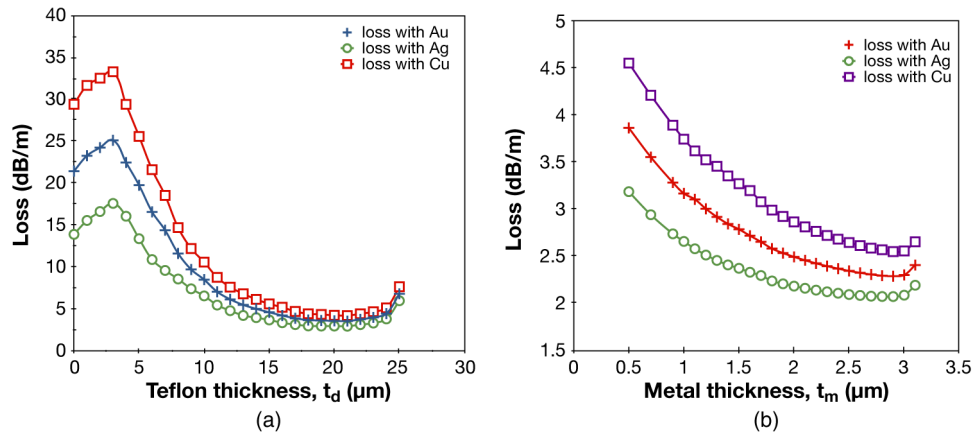 40
35
30
25
20
15
10
5
0
Loss (dB/m)
loss with Au
loss with Ag
loss with Cu
0 5 10 15 20 25 30
Teflon thickness, td (μm)
(a)
4.5
4
3.5
3
2.5
2
1.5
Loss (dB/m)
loss with Au
loss with Ag
loss with Cu
0 0.5 1 1.5 2 2.5 3 3.5
Metal thickness, tm (μm)
(b)